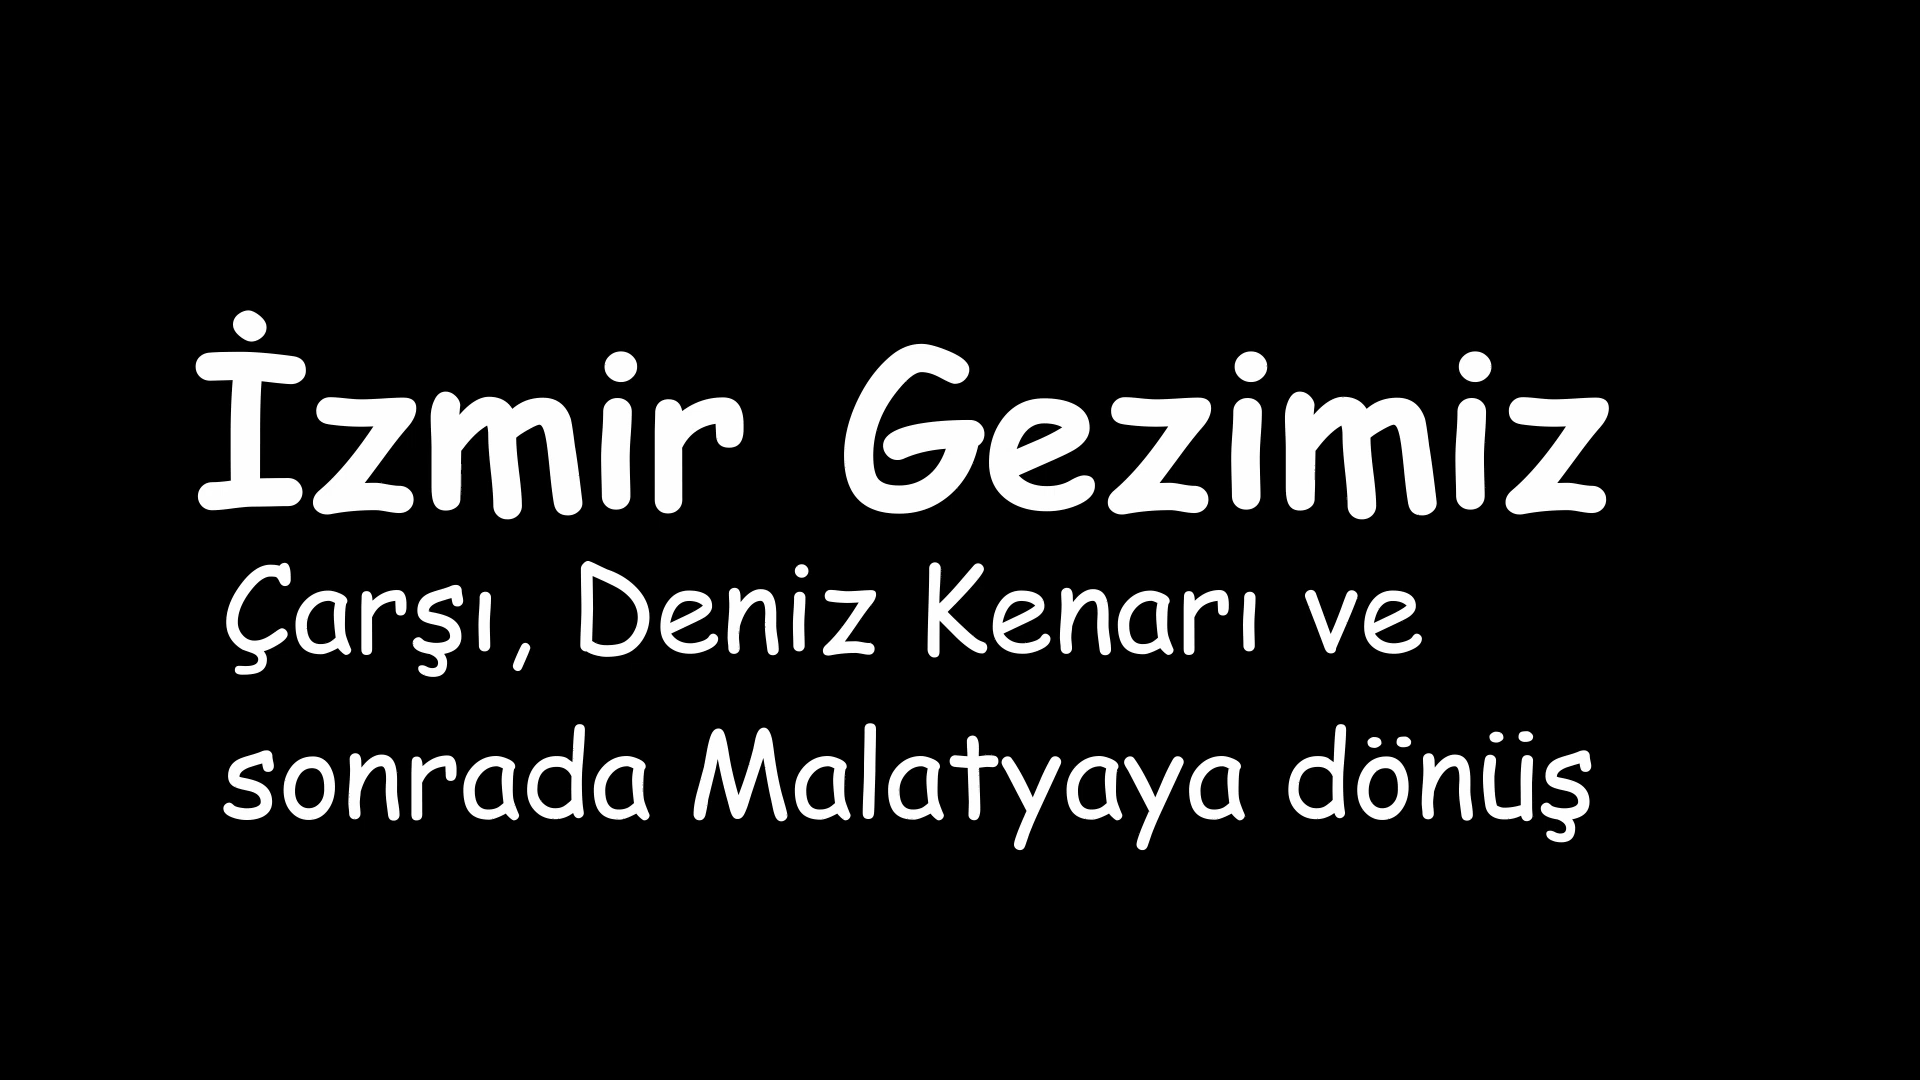 İzmir Gezimiz
Çarşı, Deniz Kenarı ve
sonrada Malatyaya dönüş